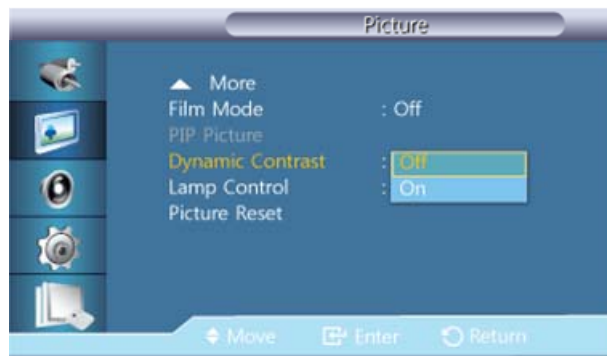 Picture
▲ More
Film Mode : Off
PIP Picture
Dynamic Contrast : Off
Lamp Control : On
Picture Reset
Move Enter Return